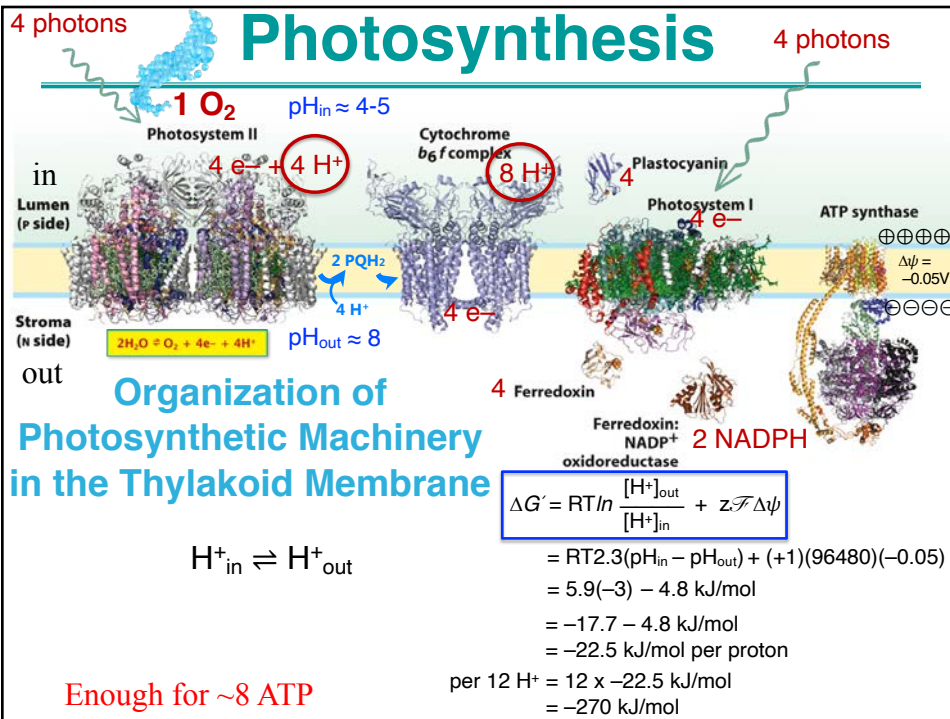 4 photons
Photosynthesis
4 photons
1 O₂
pHin ≈ 4-5
Photosystem II
Cytochrome
b₆f complex
4 e– + 4 H⁺
8 H⁺
Plastocyanin
4
in
Lumen
(P side)
Photosystem I
4 e–
ATP synthase
⊕⊕⊕⊕
Δψ =
–0.05V
⊖⊖⊖⊖
2 PQH₂
4 H⁺
4 e–
Stroma
(N side)
2H₂O ⇌ O₂ + 4e– + 4H⁺
pHout ≈ 8
out
4 Ferredoxin
Ferredoxin:
NADP⁺
oxidoreductase
2 NADPH
Organization of
Photosynthetic Machinery
in the Thylakoid Membrane
ΔG′ = RTln [H⁺]out / [H⁺]in + zℱΔψ
H⁺in ⇌ H⁺out
= RT2.3(pHin – pHout) + (+1)(96480)(–0.05)
= 5.9(–3) – 4.8 kJ/mol
= –17.7 – 4.8 kJ/mol
= –22.5 kJ/mol per proton
per 12 H⁺ = 12 x –22.5 kJ/mol
= –270 kJ/mol
Enough for ~8 ATP